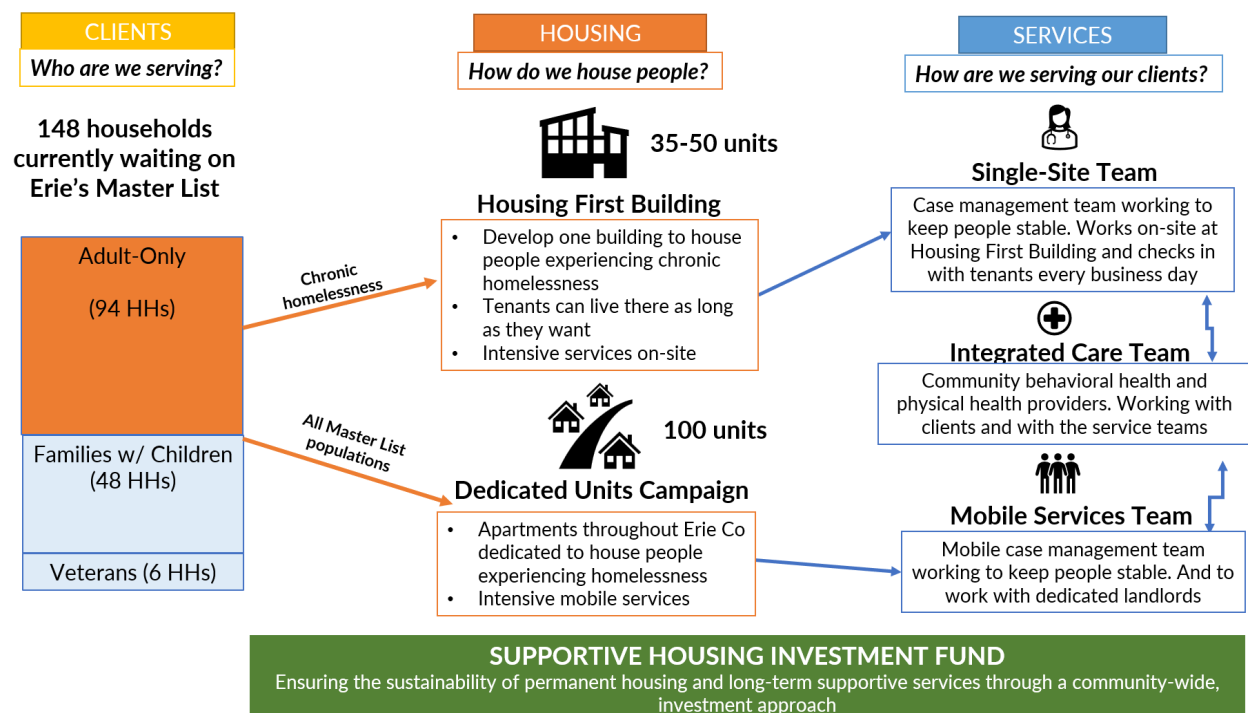 CLIENTS
Who are we serving?
148 households
currently waiting on
Erie's Master List
Adult-Only
(94 HHs)
Families w/ Children
(48 HHs)
Veterans (6 HHs)
Chronic
homelessness
All Master List
populations
HOUSING
How do we house people?
35-50 units
Housing First Building
• Develop one building to house
people experiencing chronic
homelessness
• Tenants can live there as long
as they want
• Intensive services on-site
100 units
Dedicated Units Campaign
• Apartments throughout Erie Co
dedicated to house people
experiencing homelessness
• Intensive mobile services
SERVICES
How are we serving our clients?
Single-Site Team
Case management team working to
keep people stable. Works on-site at
Housing First Building and checks in
with tenants every business day
Integrated Care Team
Community behavioral health and
physical health providers. Working with
clients and with the service teams
Mobile Services Team
Mobile case management team
working to keep people stable. And to
work with dedicated landlords
SUPPORTIVE HOUSING INVESTMENT FUND
Ensuring the sustainability of permanent housing and long-term supportive services through a community-wide,
investment approach